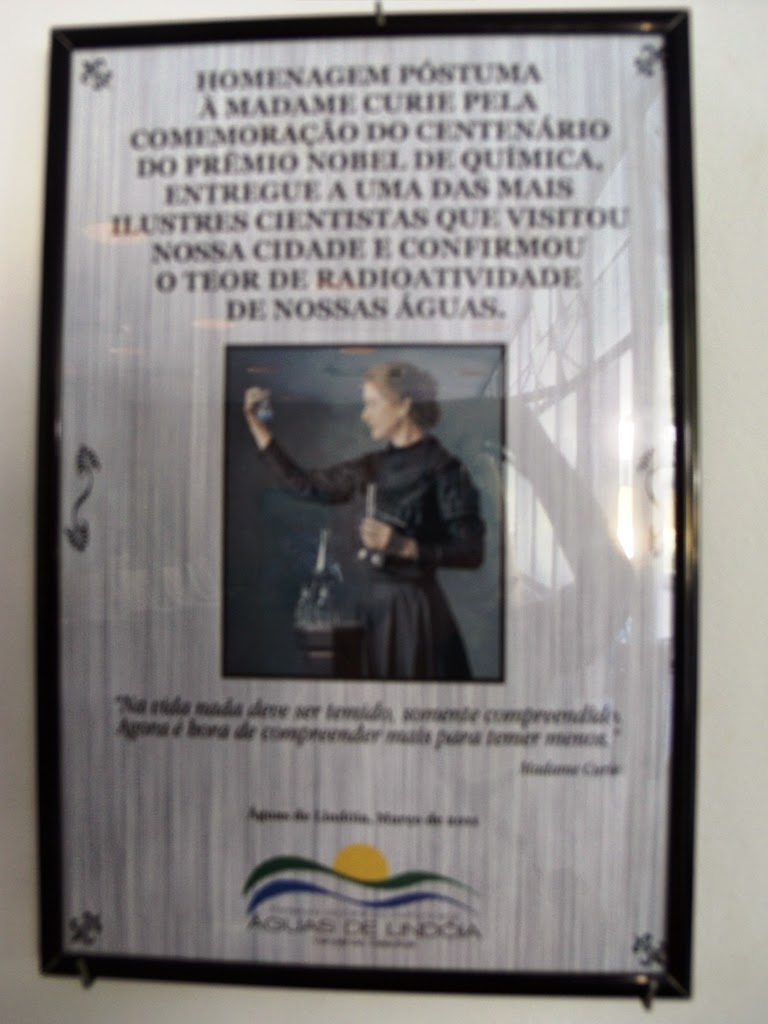 HOMENAGEM PÓSTUMA
À MADAME CURIE PELA
COMEMORAÇÃO DO CENTENÁRIO
DO PRÊMIO NOBEL DE QUÍMICA,
ENTREGUE A UMA DAS MAIS
ILUSTRES CIENTISTAS QUE VISITOU
NOSSA CIDADE E CONFIRMOU
O TEOR DE RADIOATIVIDADE
DE NOSSAS ÁGUAS.
"Na vida nada deve ser temido, somente compreendido.
Agora é hora de compreender mais para temer menos."
Madame Curie
Águas de Lindóia, Março de 2011
ÁGUAS DE LINDÓIA